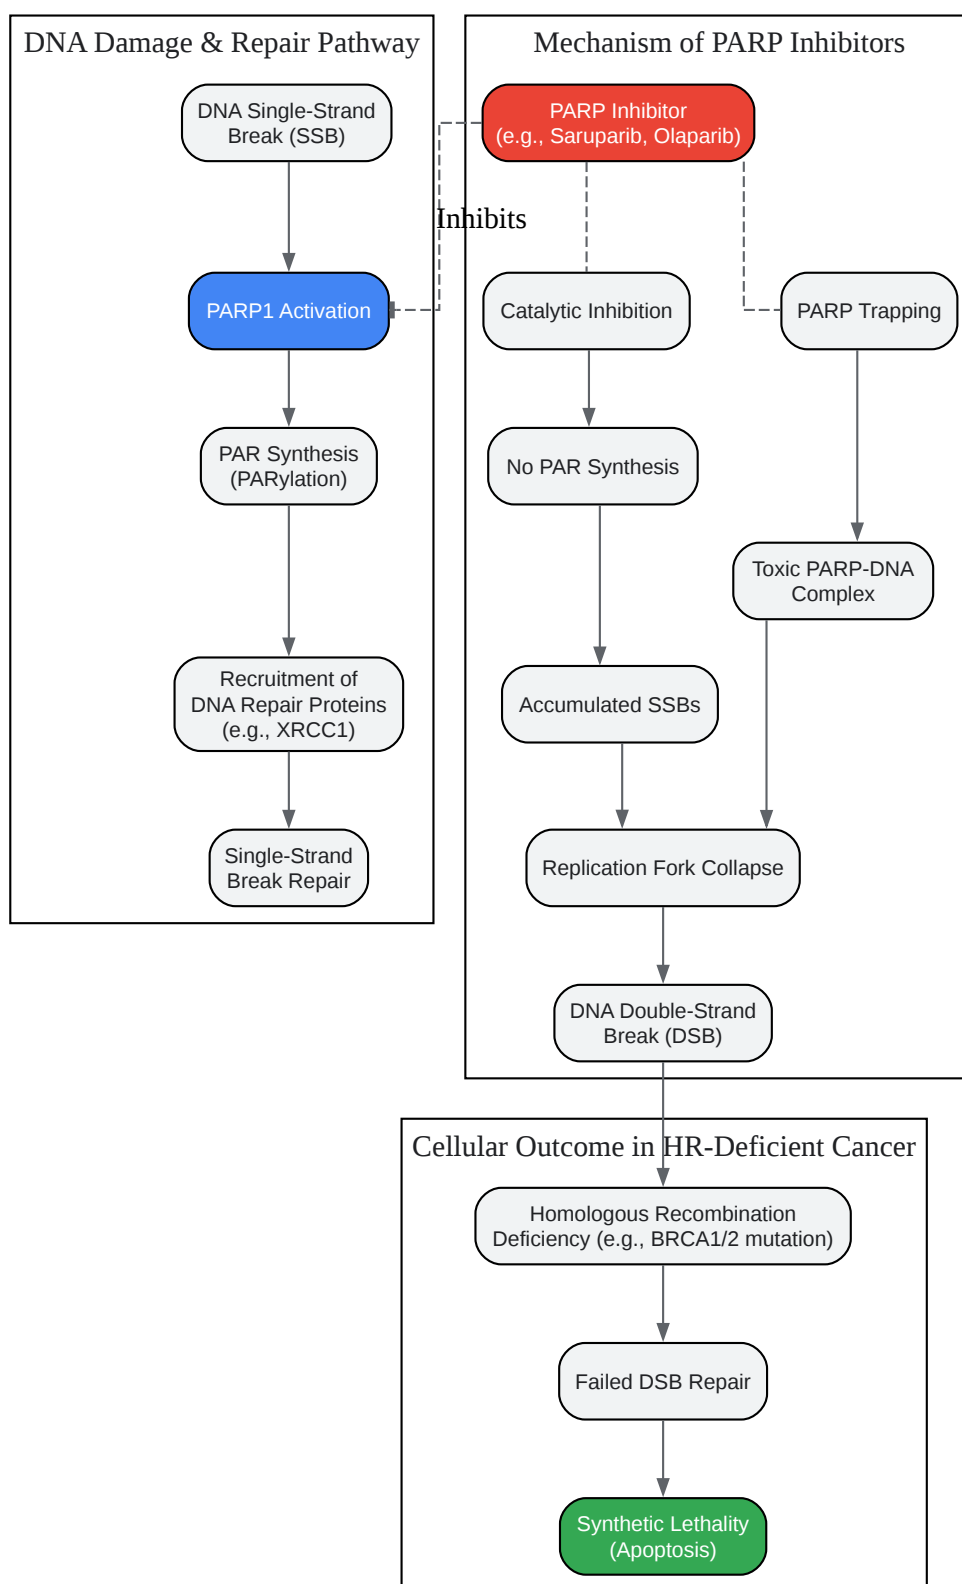 DNA Damage & Repair Pathway
DNA Single-Strand
Break (SSB)
PARP1 Activation
PAR Synthesis
(PARylation)
Recruitment of
DNA Repair Proteins
(e.g., XRCC1)
Single-Strand
Break Repair
Inhibits
Mechanism of PARP Inhibitors
PARP Inhibitor
(e.g., Saruparib, Olaparib)
Catalytic Inhibition
PARP Trapping
No PAR Synthesis
Toxic PARP-DNA
Complex
Accumulated SSBs
Replication Fork Collapse
DNA Double-Strand
Break (DSB)
Cellular Outcome in HR-Deficient Cancer
Homologous Recombination
Deficiency (e.g., BRCA1/2 mutation)
Failed DSB Repair
Synthetic Lethality
(Apoptosis)